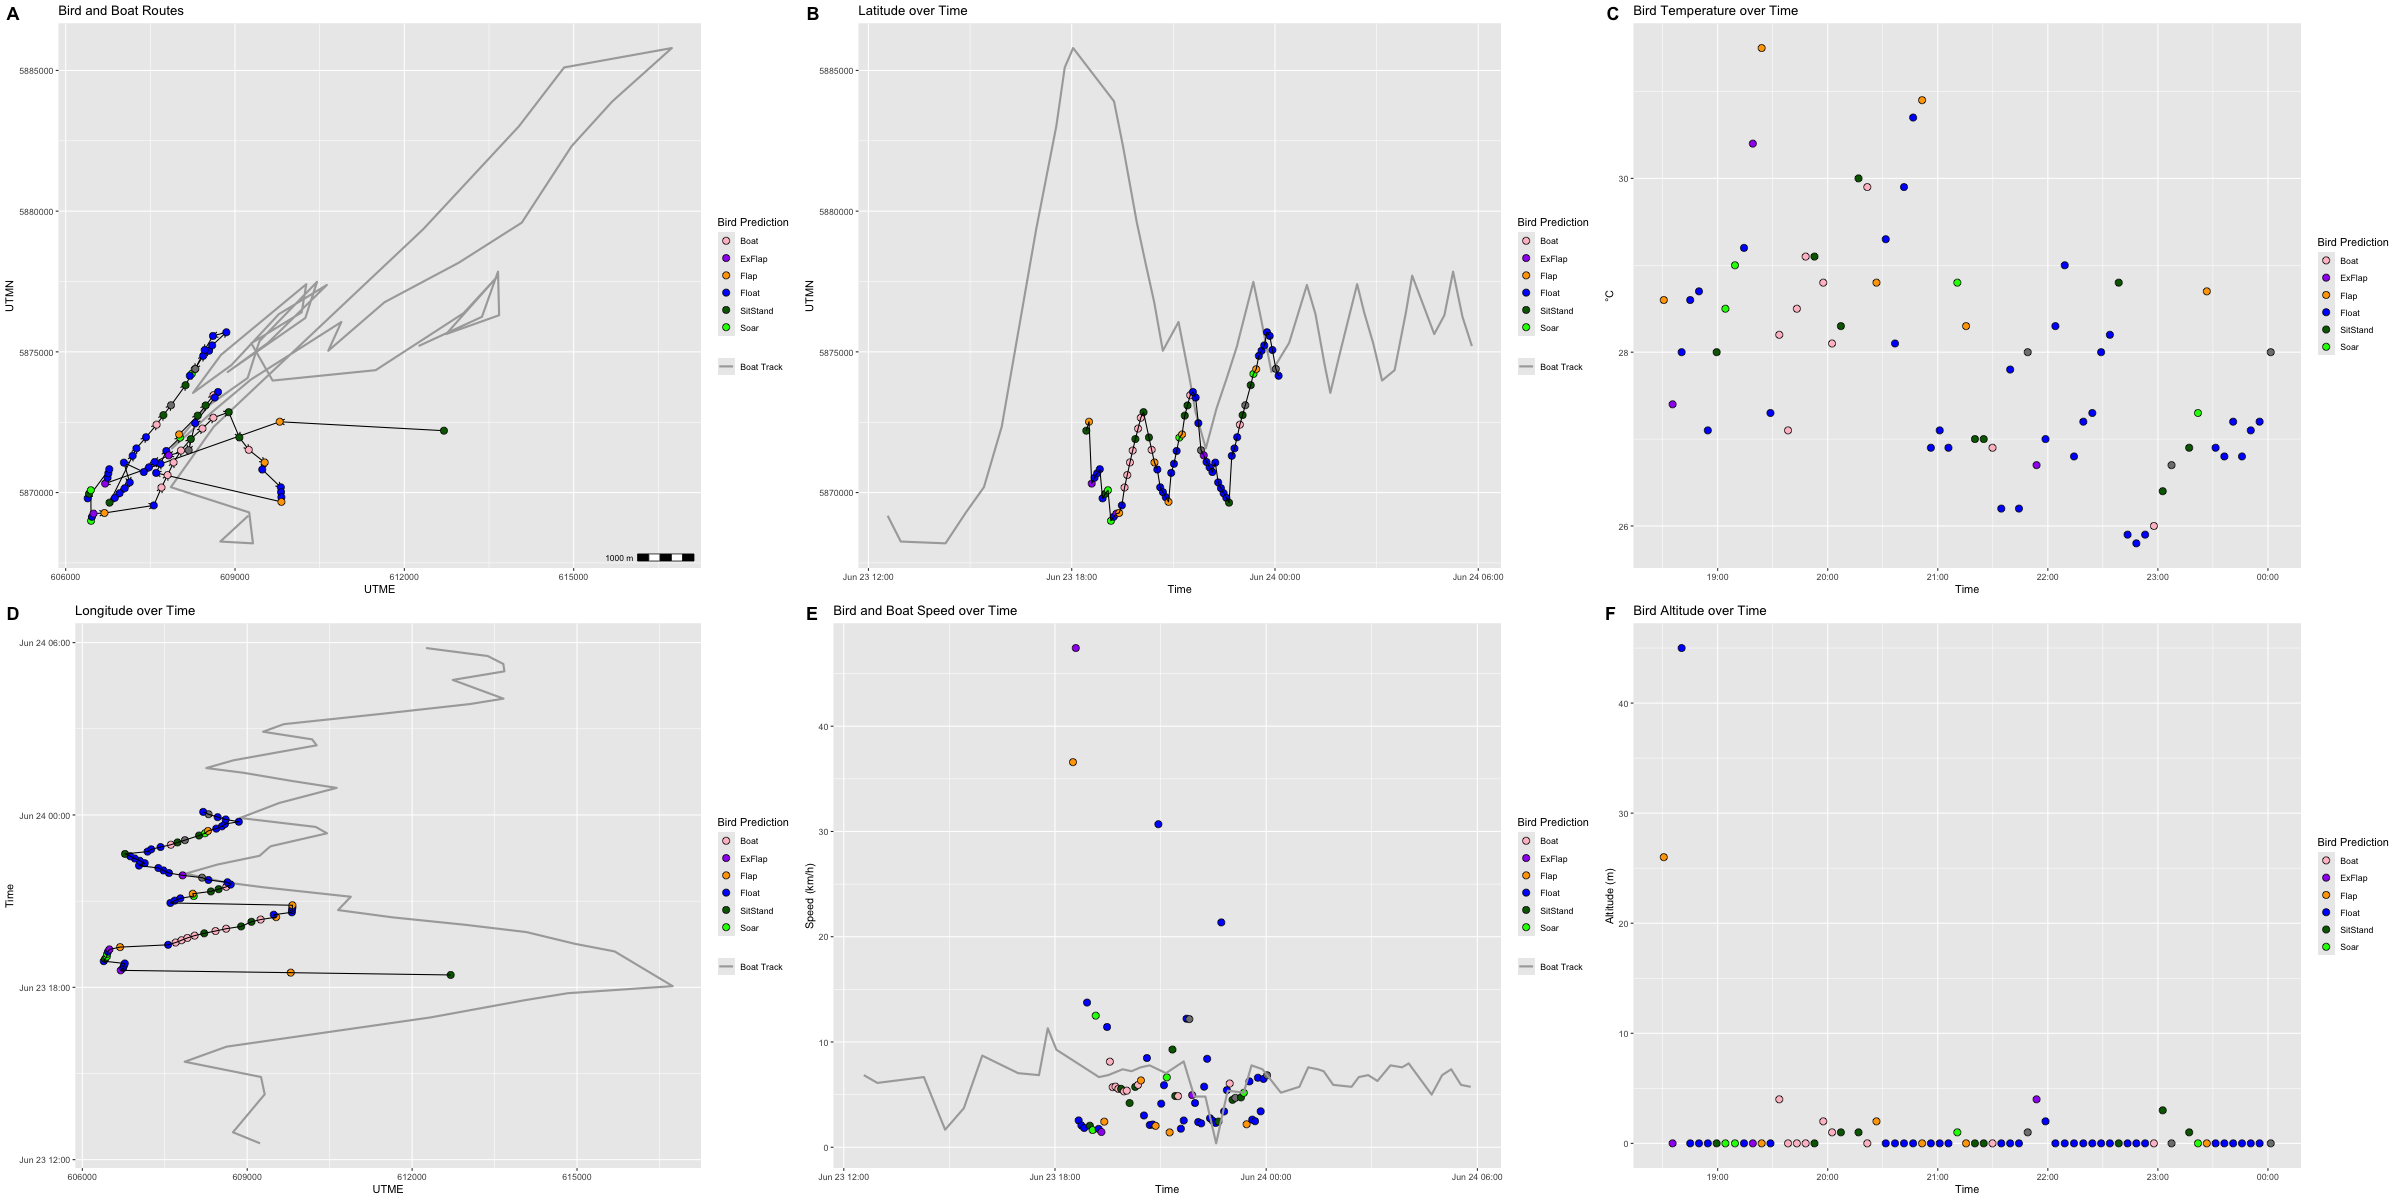 A Bird and Boat Routes
5885000
5880000
5875000
5870000
UTMN
606000 609000 612000 615000
UTME
1000 m
Bird Prediction
Boat
ExFlap
Flap
Float
SitStand
Soar
Boat Track
B Latitude over Time
5885000
5880000
5875000
5870000
UTMN
Jun 23 12:00 Jun 23 18:00 Jun 24 00:00 Jun 24 06:00
Time
Bird Prediction
Boat
ExFlap
Flap
Float
SitStand
Soar
Boat Track
C Bird Temperature over Time
30
28
26
°C
19:00 20:00 21:00 22:00 23:00 00:00
Time
Bird Prediction
Boat
ExFlap
Flap
Float
SitStand
Soar
D Longitude over Time
Jun 24 06:00
Jun 24 00:00
Jun 23 18:00
Jun 23 12:00
Time
606000 609000 612000 615000
UTME
Bird Prediction
Boat
ExFlap
Flap
Float
SitStand
Soar
Boat Track
E Bird and Boat Speed over Time
40
30
20
10
0
Speed (km/h)
Jun 23 12:00 Jun 23 18:00 Jun 24 00:00 Jun 24 06:00
Time
Bird Prediction
Boat
ExFlap
Flap
Float
SitStand
Soar
Boat Track
F Bird Altitude over Time
40
30
20
10
0
Altitude (m)
19:00 20:00 21:00 22:00 23:00 00:00
Time
Bird Prediction
Boat
ExFlap
Flap
Float
SitStand
Soar